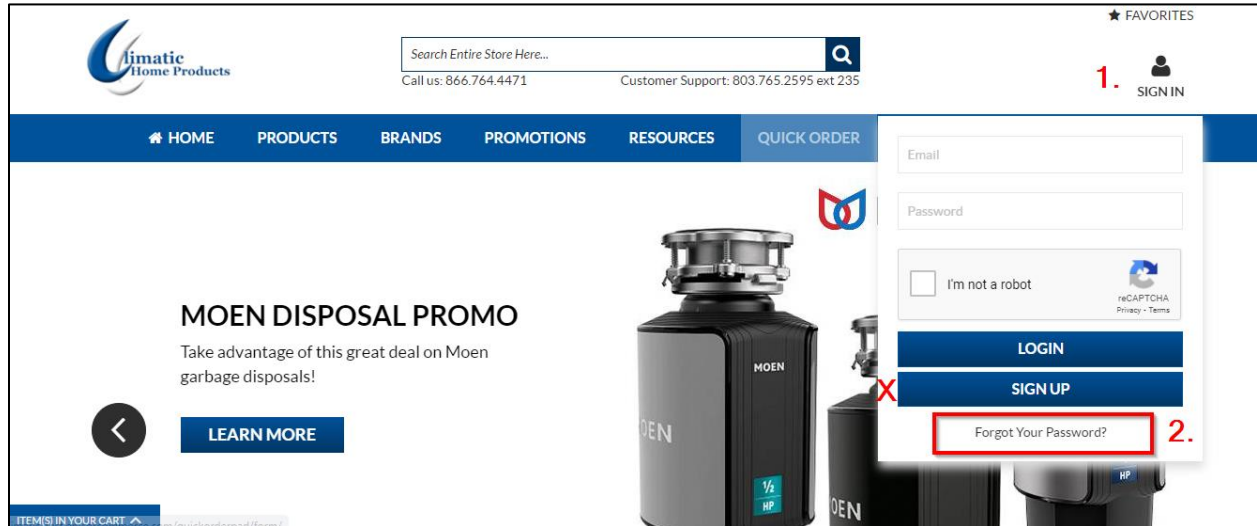 ★ FAVORITES
Climatic
Home Products
Search Entire Store Here...
Call us: 866.764.4471 Customer Support: 803.765.2595 ext 235
1.
SIGN IN
HOME PRODUCTS BRANDS PROMOTIONS RESOURCES QUICK ORDER
Email
Password
I'm not a robot
reCAPTCHA
Privacy - Terms
LOGIN
X SIGN UP
Forgot Your Password? 2.
MOEN DISPOSAL PROMO
Take advantage of this great deal on Moen
garbage disposals!
LEARN MORE
MOEN
OEN
1/2
HP
OEN
HP
ITEM(S) IN YOUR CART